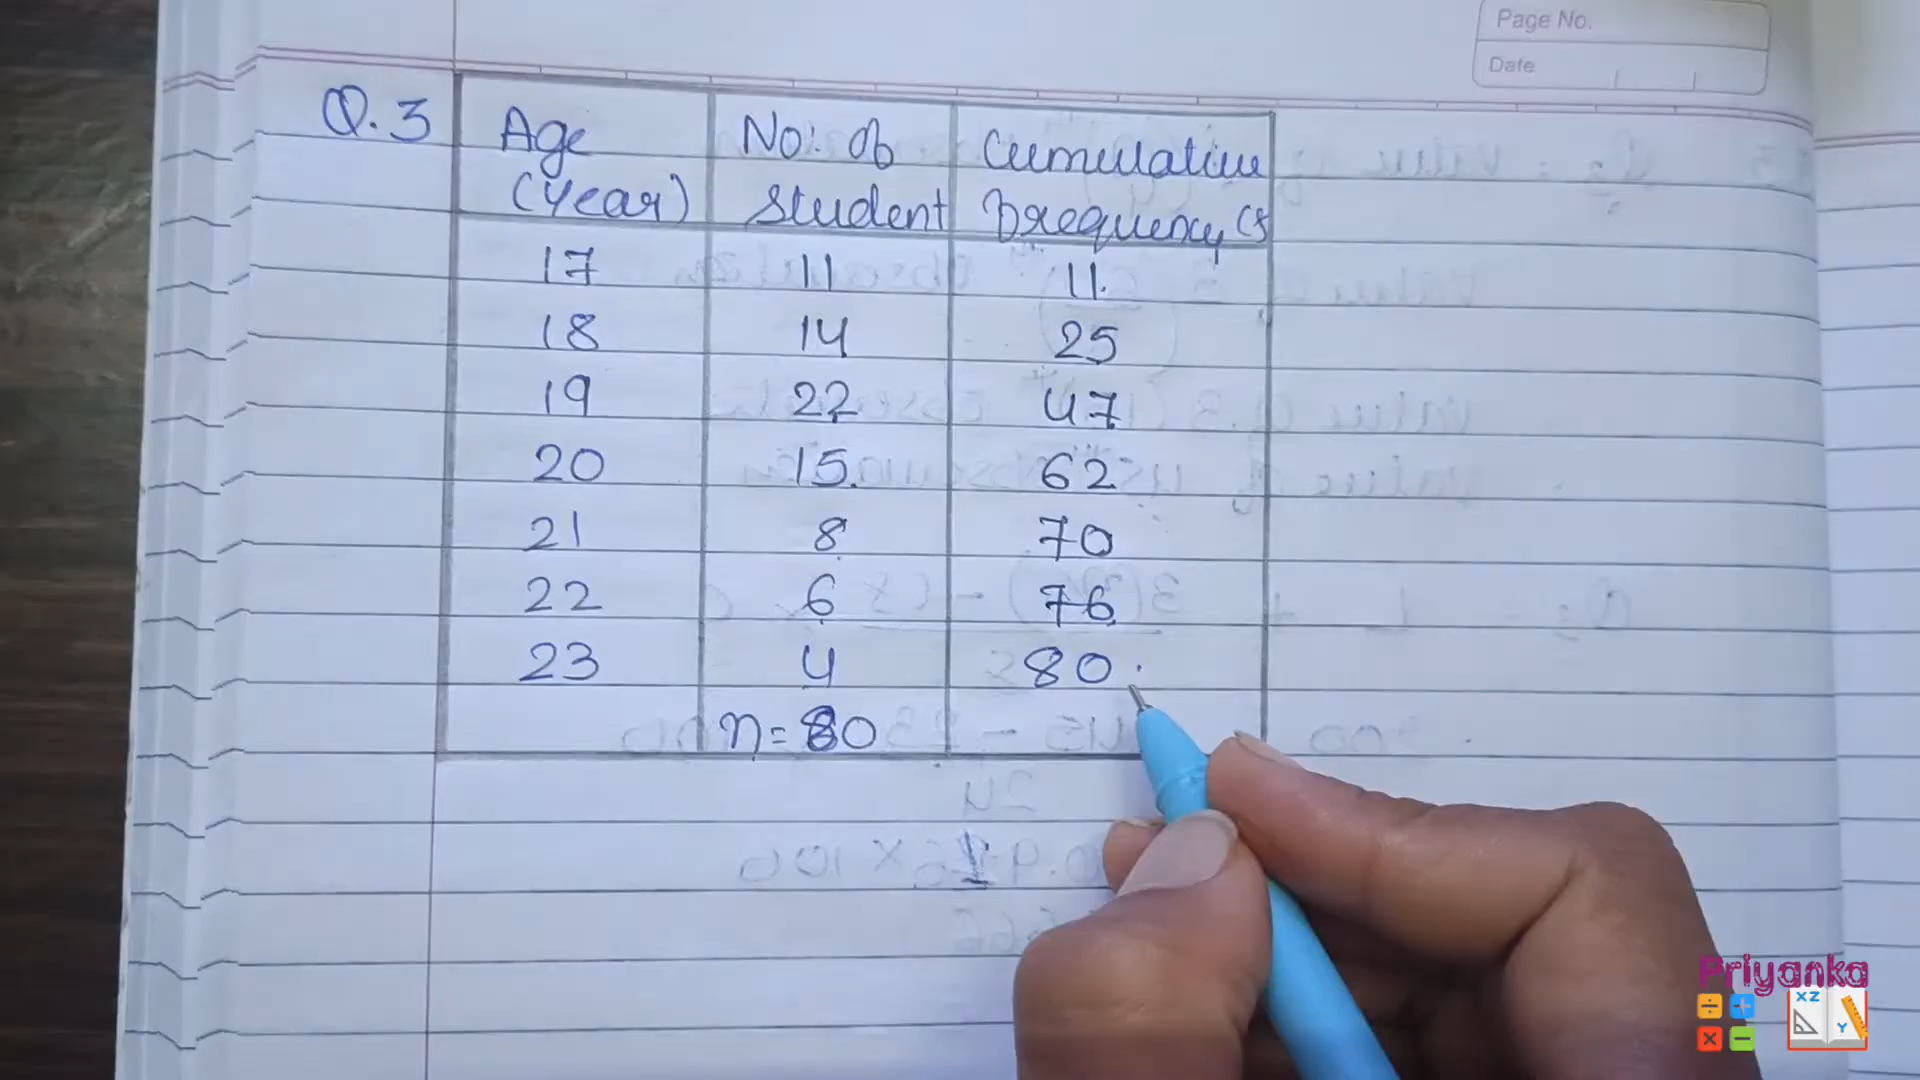 Page No.
Date
Q.3 Age No: of Cumulative
(Year) student frequency (s
17 11 11.
18 14 25
19 22 47
20 15 62
21 8 70
22 6 76
23 4 80.
n = 80
Priyanka
XZ
Y